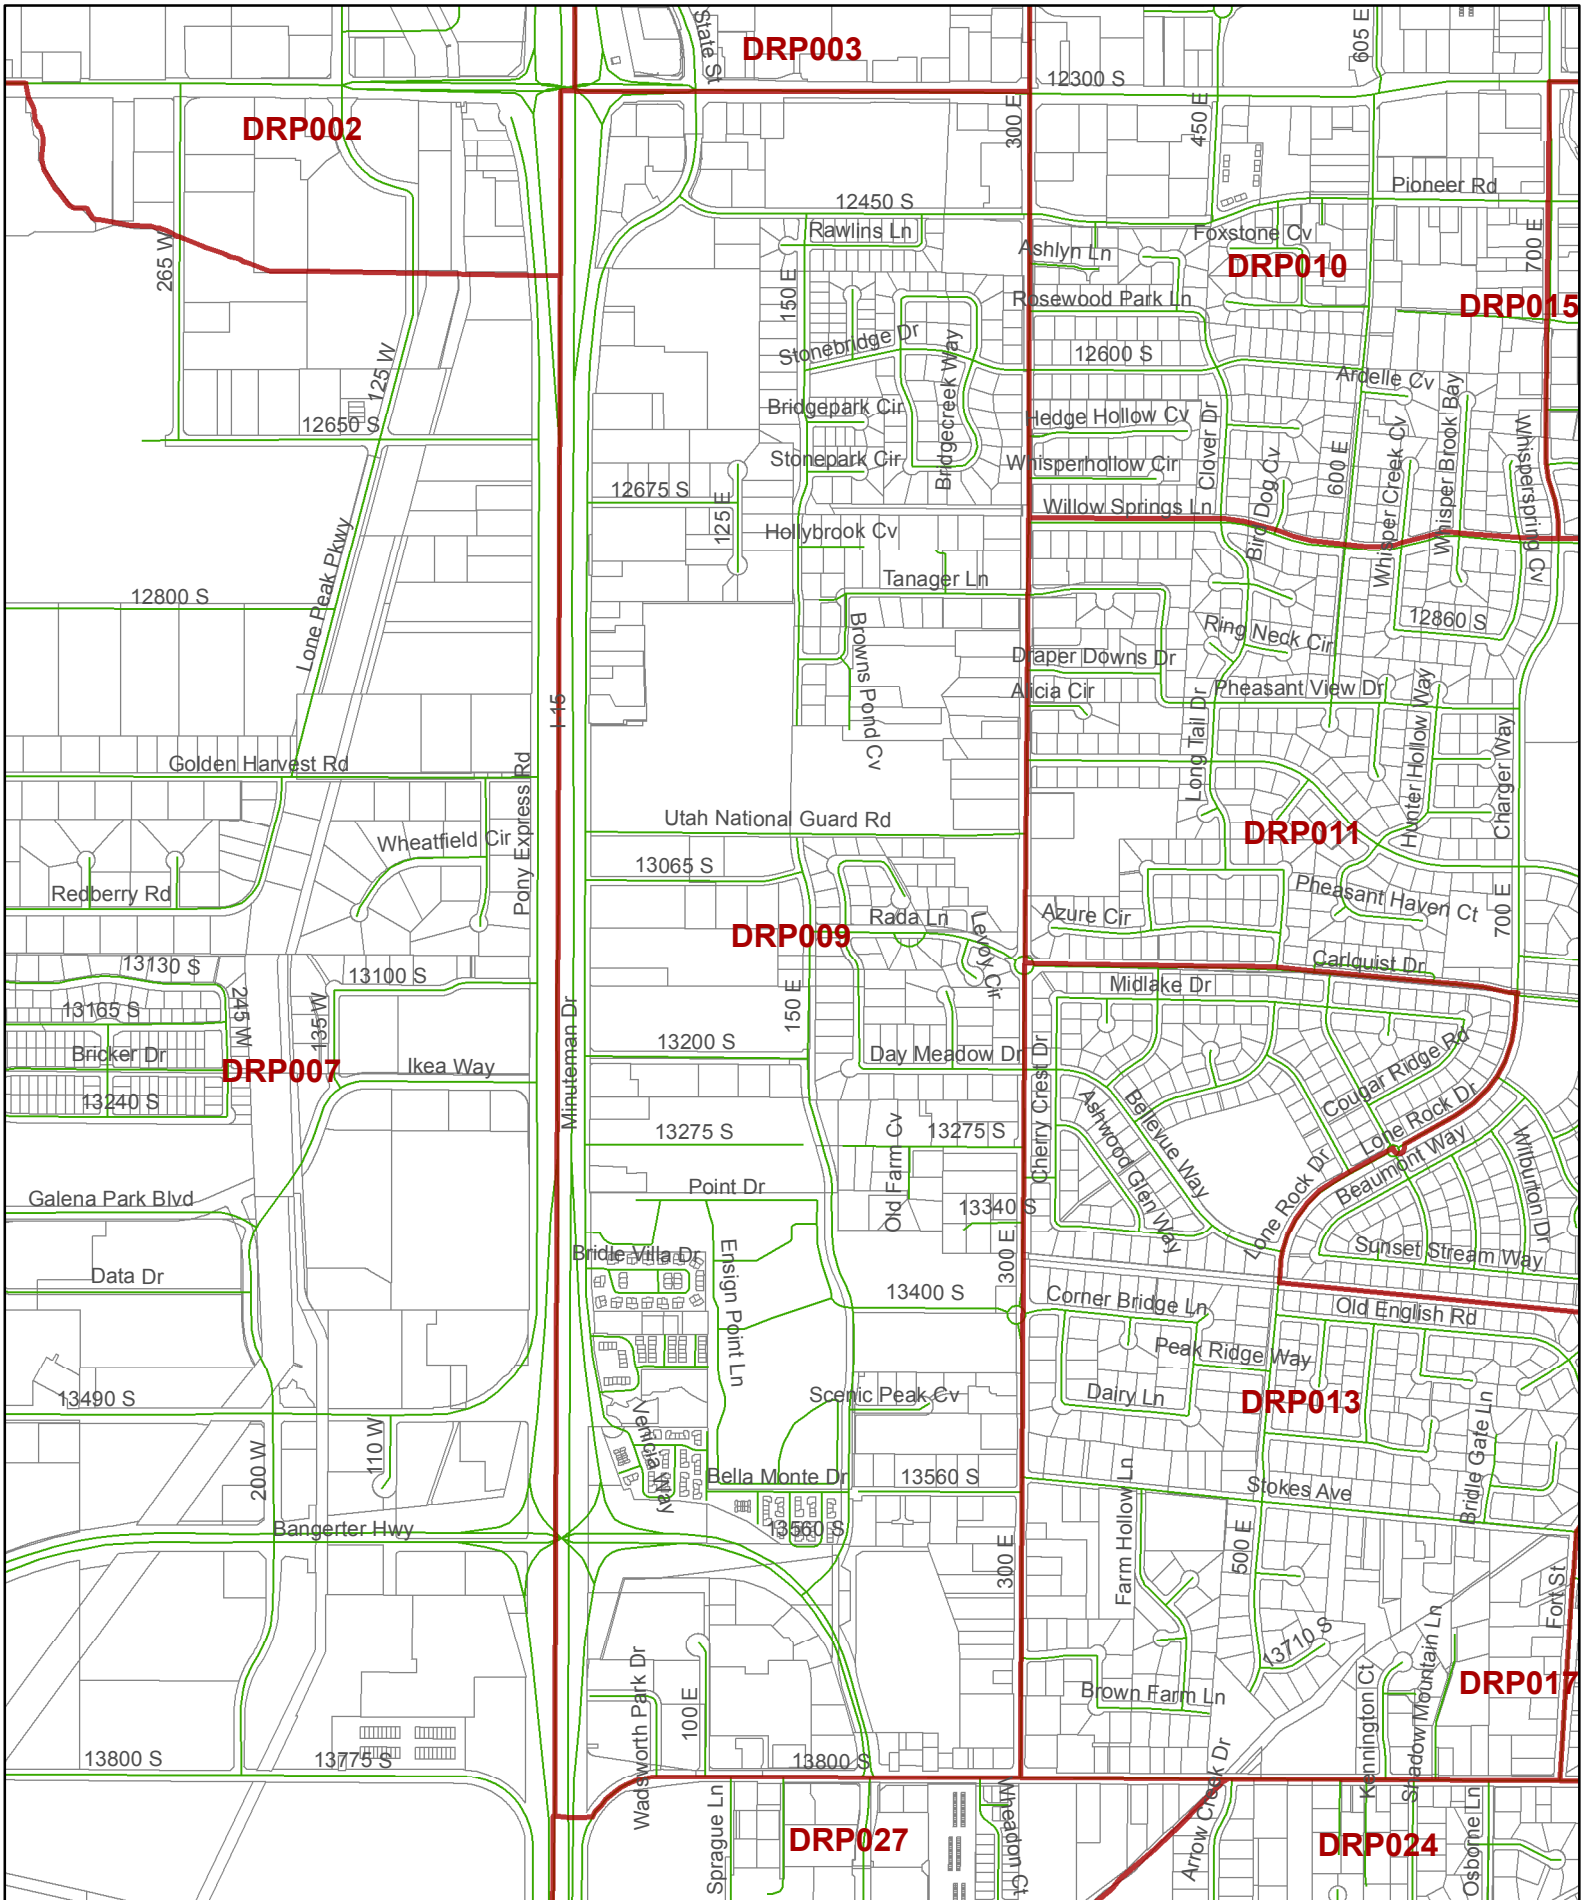 State St
DRP003
605 E
12300 S
300 E
450 E
DRP002
Pioneer Rd
12450 S
Rawlins Ln
Foxstone Cv
700 E
265 W
Ashlyn Ln
DRP010
150 E
Rosewood Park Ln
DRP015
Stonebridge Dr
Bridgecreek Way
12600 S
125 W
Ardelle Cv
Bridgepark Cir
Hedge Hollow Cv
Clover Dr
12650 S
Whisper Creek Cv
Whisper Brook Bay
Whisperspring Cv
Stonepark Cir
Whisperhollow Cir
Bird Dog Cv
600 E
12675 S
125 E
Willow Springs Ln
Hollybrook Cv
Lone Peak Pkwy
Tanager Ln
12800 S
Browns Pond Cv
12860 S
Ring Neck Cir
Draper Downs Dr
Alicia Cir
Pheasant View Dr
I-15
Long Tail Dr
Hunter Hollow Way
Charger Way
Golden Harvest Rd
Pony Express Rd
Utah National Guard Rd
DRP011
Wheatfield Cir
13065 S
Redberry Rd
Pheasant Haven Ct
700 E
Rada Ln
Azure Cir
DRP009
Leroy Cir
13130 S
13100 S
Carlquist Dr
Midlake Dr
13165 S
245 W
135 W
150 E
Minuteman Dr
13200 S
Day Meadow Dr
Bricker Dr
DRP007
Ikea Way
Cherry Crest Dr
Cougar Ridge Rd
13240 S
Ashwood Glen Way
Bellevue Way
Lone Rock Dr
13275 S
13275 S
Old Farm Cv
Beaumont Way
Wilburton Dr
Galena Park Blvd
Point Dr
13340 S
Lone Rock Dr
Bridle Villa Dr
Ensign Point Ln
300 E
Sunset Stream Way
Data Dr
13400 S
Corner Bridge Ln
Old English Rd
Peak Ridge Way
13490 S
Scenic Peak Cv
Dairy Ln
DRP013
110 W
Venicia Way
Bridle Gate Ln
200 W
Bella Monte Dr
13560 S
Farm Hollow Ln
Stokes Ave
Bangerter Hwy
13560 S
300 E
500 E
Fort St
13710 S
Wadsworth Park Dr
100 E
Kennington Ct
Shadow Mountain Ln
DRP017
Brown Farm Ln
13800 S
13775 S
13800 S
Arrow Creek Dr
Sprague Ln
DRP027
Wheadon Ct
DRP024
Osborne Ln